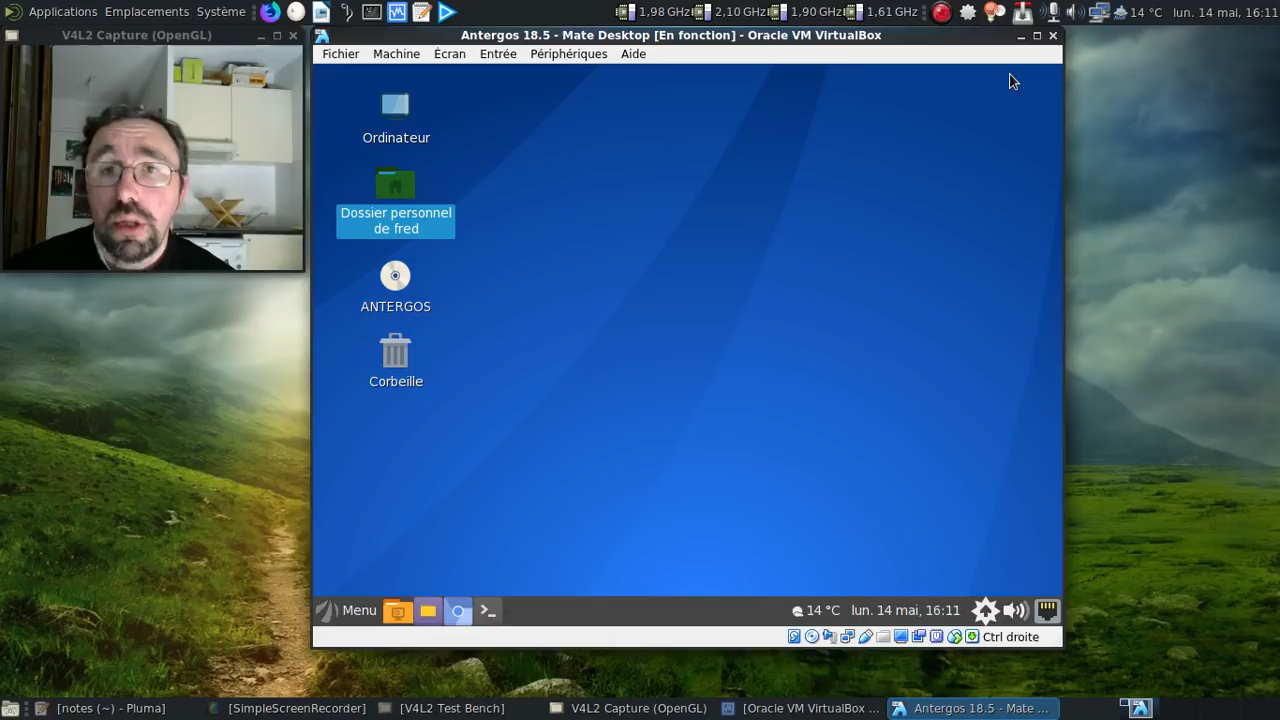 Applications Emplacements Système
1,98 GHz 2,10 GHz 1,90 GHz 1,61 GHz 14 °C lun. 14 mai, 16:11
V4L2 Capture (OpenGL)
Antergos 18.5 - Mate Desktop [En fonction] - Oracle VM VirtualBox
Fichier Machine Écran Entrée Périphériques Aide
Ordinateur
Dossier personnel
de fred
ANTERGOS
Corbeille
Menu 14 °C lun. 14 mai, 16:11
Ctrl droite
[notes (~) - Pluma] [SimpleScreenRecorder] [V4L2 Test Bench] V4L2 Capture (OpenGL) [Oracle VM VirtualBox ... Antergos 18.5 - Mate ...